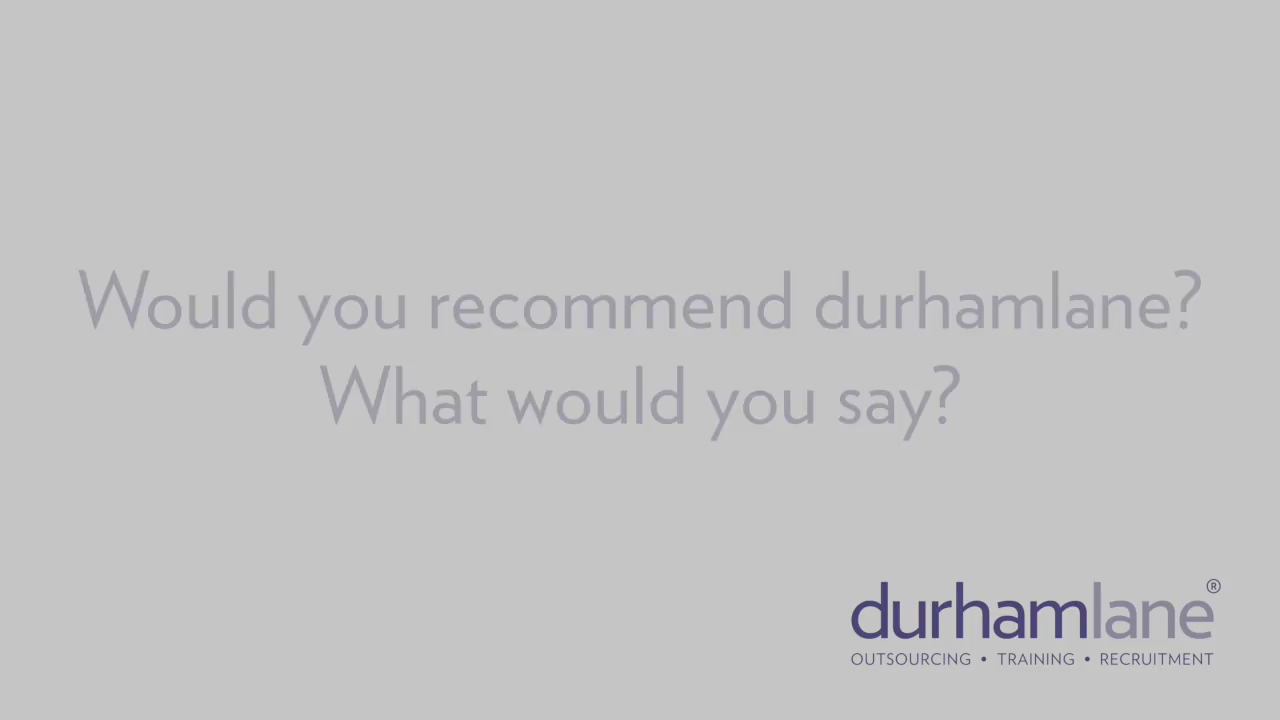 Would you recommend durhamlane?
What would you say?
durhamlane®
OUTSOURCING • TRAINING • RECRUITMENT